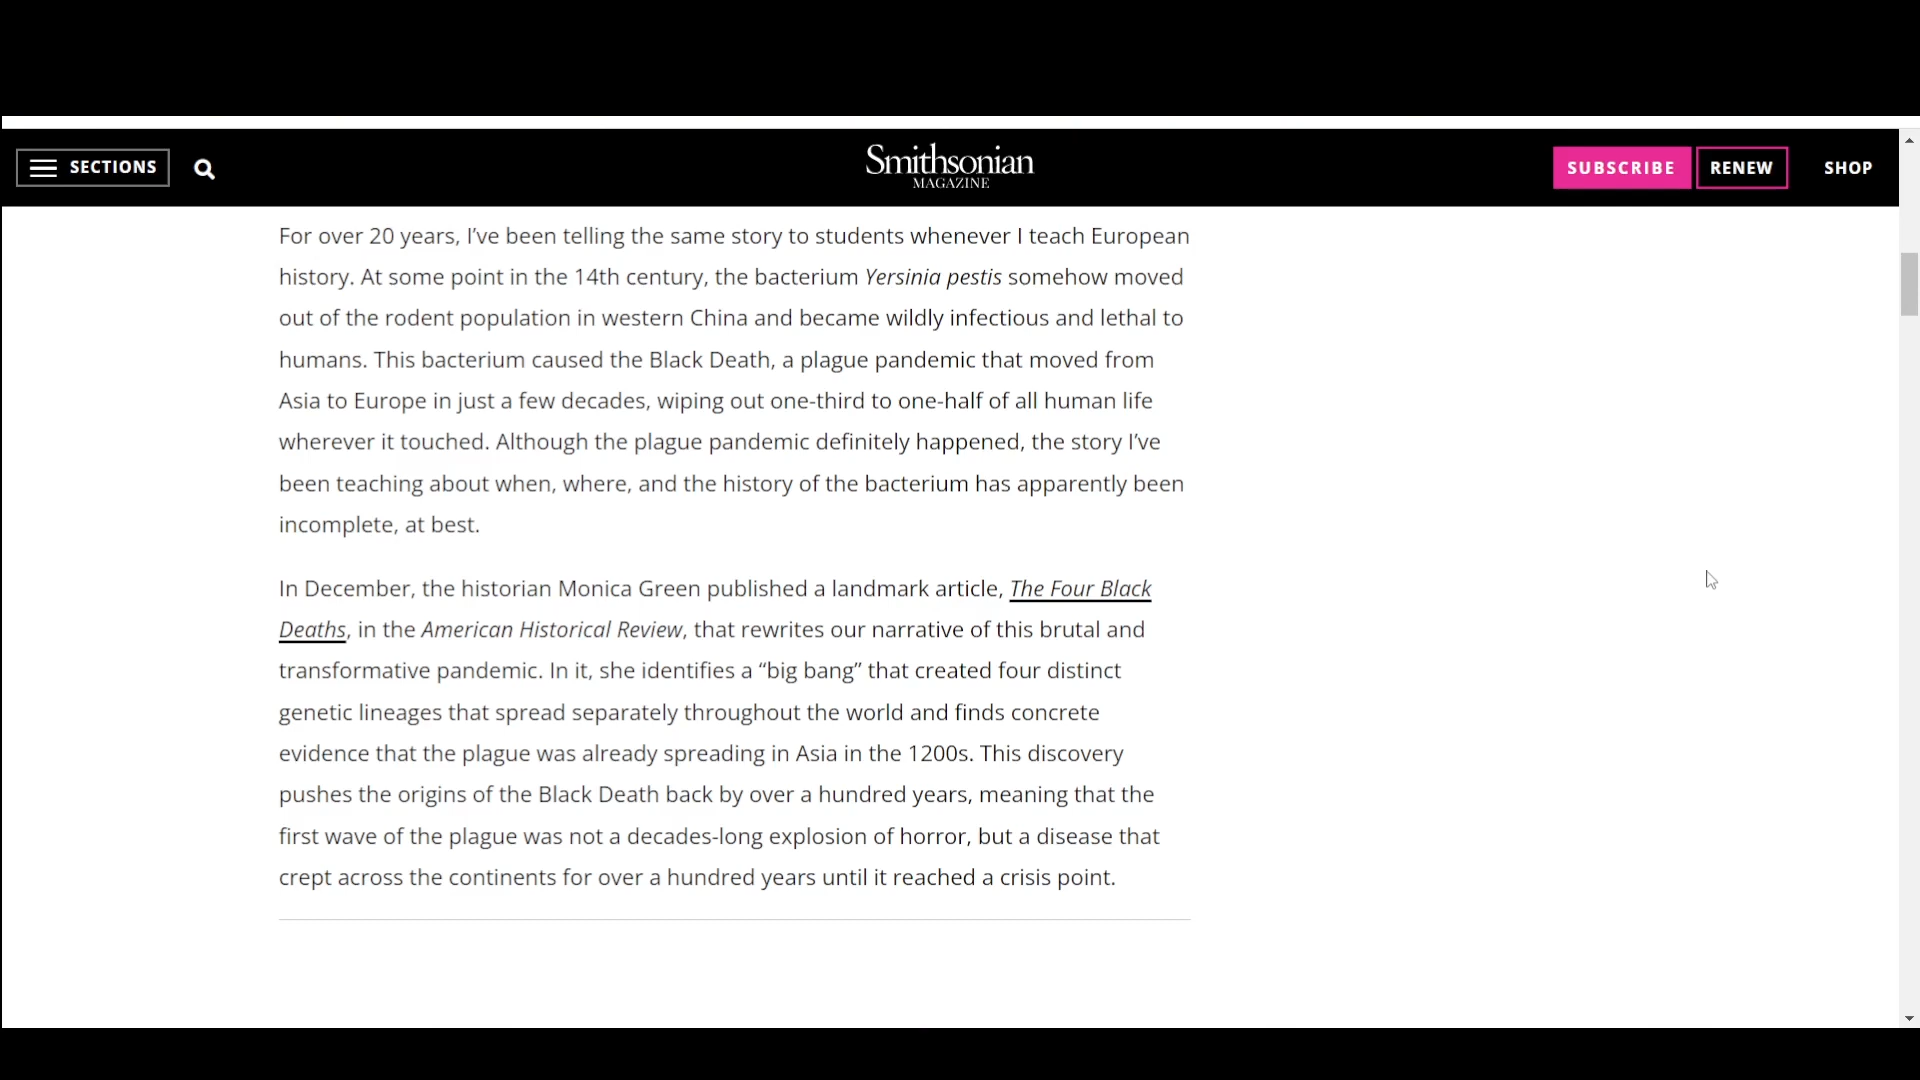 SECTIONS
Smithsonian
MAGAZINE
SUBSCRIBE
RENEW
SHOP
For over 20 years, I’ve been telling the same story to students whenever I teach European
history. At some point in the 14th century, the bacterium Yersinia pestis somehow moved
out of the rodent population in western China and became wildly infectious and lethal to
humans. This bacterium caused the Black Death, a plague pandemic that moved from
Asia to Europe in just a few decades, wiping out one-third to one-half of all human life
wherever it touched. Although the plague pandemic definitely happened, the story I’ve
been teaching about when, where, and the history of the bacterium has apparently been
incomplete, at best.
In December, the historian Monica Green published a landmark article, The Four Black
Deaths, in the American Historical Review, that rewrites our narrative of this brutal and
transformative pandemic. In it, she identifies a “big bang” that created four distinct
genetic lineages that spread separately throughout the world and finds concrete
evidence that the plague was already spreading in Asia in the 1200s. This discovery
pushes the origins of the Black Death back by over a hundred years, meaning that the
first wave of the plague was not a decades-long explosion of horror, but a disease that
crept across the continents for over a hundred years until it reached a crisis point.